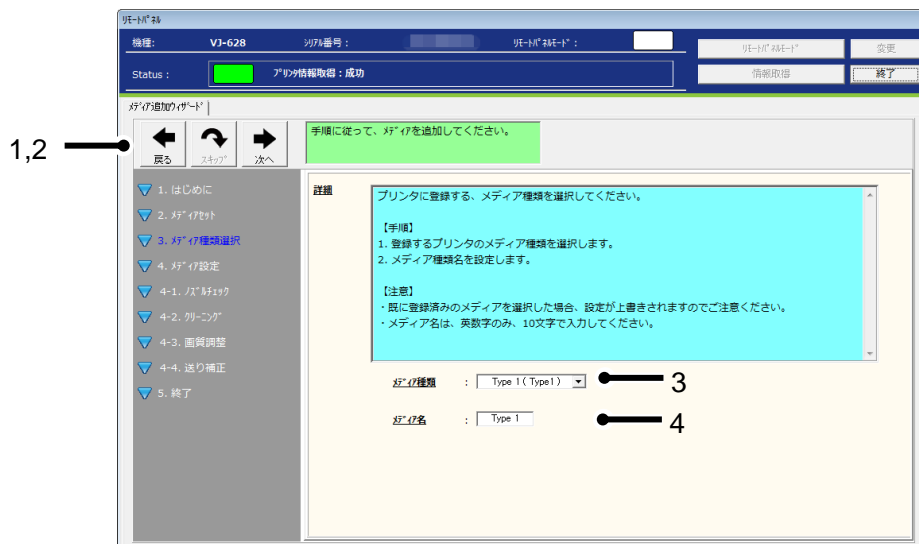 ﾘﾓｰﾄﾊﾟﾈﾙ
機種:
VJ-628
ｼﾘｱﾙ番号 :
ﾘﾓｰﾄﾊﾟﾈﾙﾓｰﾄﾞ :
ﾘﾓｰﾄﾊﾟﾈﾙﾓｰﾄﾞ
変更
Status :
ﾌﾟﾘﾝﾀ情報取得 : 成功
情報取得
終了
ﾒﾃﾞｨｱ追加ｳｨｻﾞｰﾄﾞ
1,2
戻る
ｽｷｯﾌﾟ
次へ
手順に従って、ﾒﾃﾞｨｱを追加してください。
1. はじめに
2. ﾒﾃﾞｨｱｾｯﾄ
3. ﾒﾃﾞｨｱ種類選択
4. ﾒﾃﾞｨｱ設定
4-1. ﾉｽﾞﾙﾁｪｯｸ
4-2. ｸﾘｰﾆﾝｸﾞ
4-3. 画質調整
4-4. 送り補正
5. 終了
詳細
プリンタに登録する、メディア種類を選択してください。
【手順】
1. 登録するプリンタのメディア種類を選択します。
2. メディア種類名を設定します。
【注意】
・既に登録済みのメディアを選択した場合、設定が上書きされますのでご注意ください。
・メディア名は、英数字のみ、10文字で入力してください。
ﾒﾃﾞｨｱ種類 : Type 1 ( Type1 )
3
ﾒﾃﾞｨｱ名 : Type 1
4